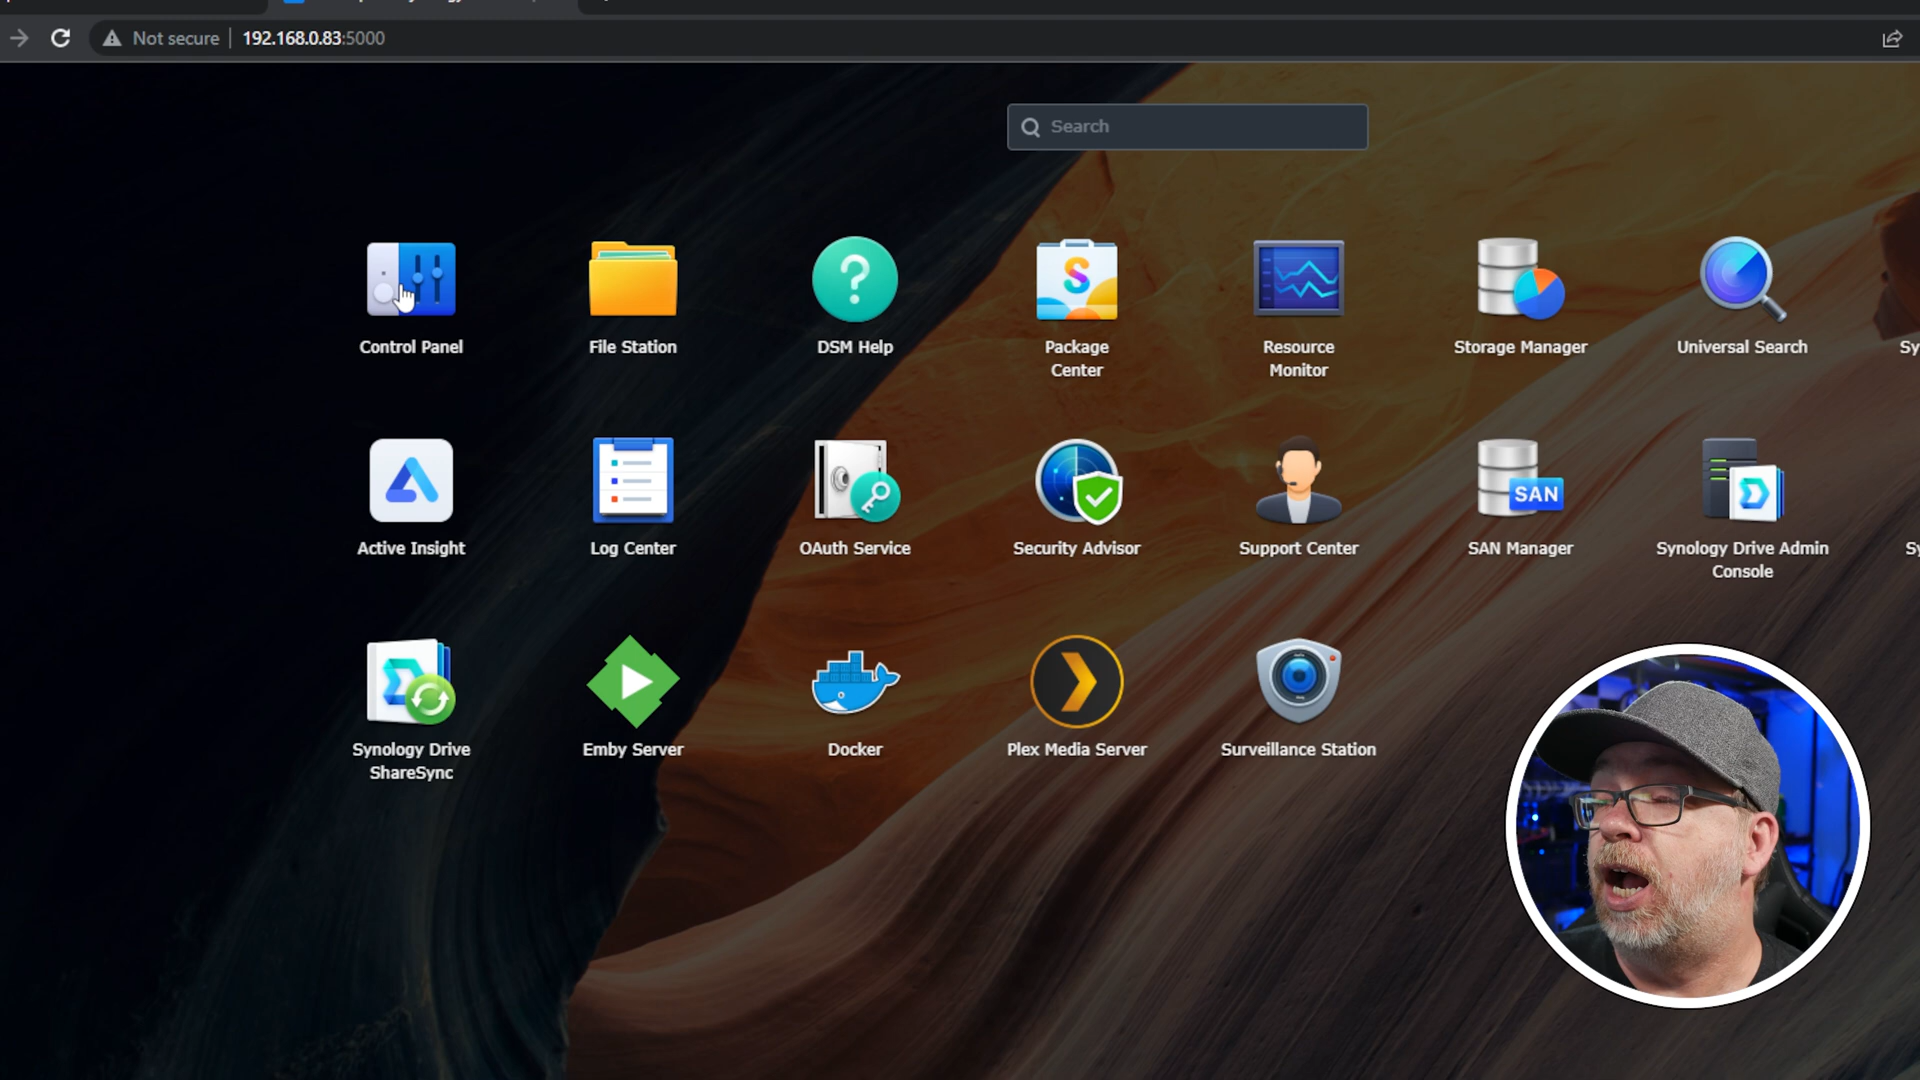 Not secure
192.168.0.83:5000
Search
Control Panel
File Station
DSM Help
Package
Center
Resource
Monitor
Storage Manager
Universal Search
Sy
Active Insight
Log Center
OAuth Service
Security Advisor
Support Center
SAN
SAN Manager
Synology Drive Admin
Console
Sy
Synology Drive
ShareSync
Emby Server
Docker
Plex Media Server
Surveillance Station